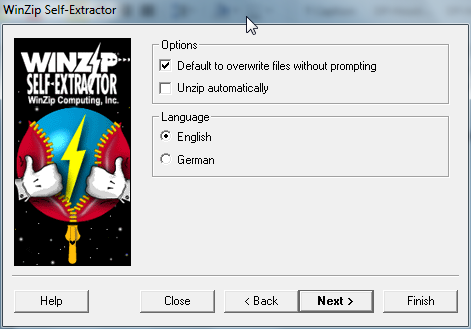 WinZip Self-Extractor
WINZIP
SELF-EXTRACTOR
WinZip Computing, Inc.
Options
Default to overwrite files without prompting
Unzip automatically
Language
English
German
Help
Close
< Back
Next >
Finish